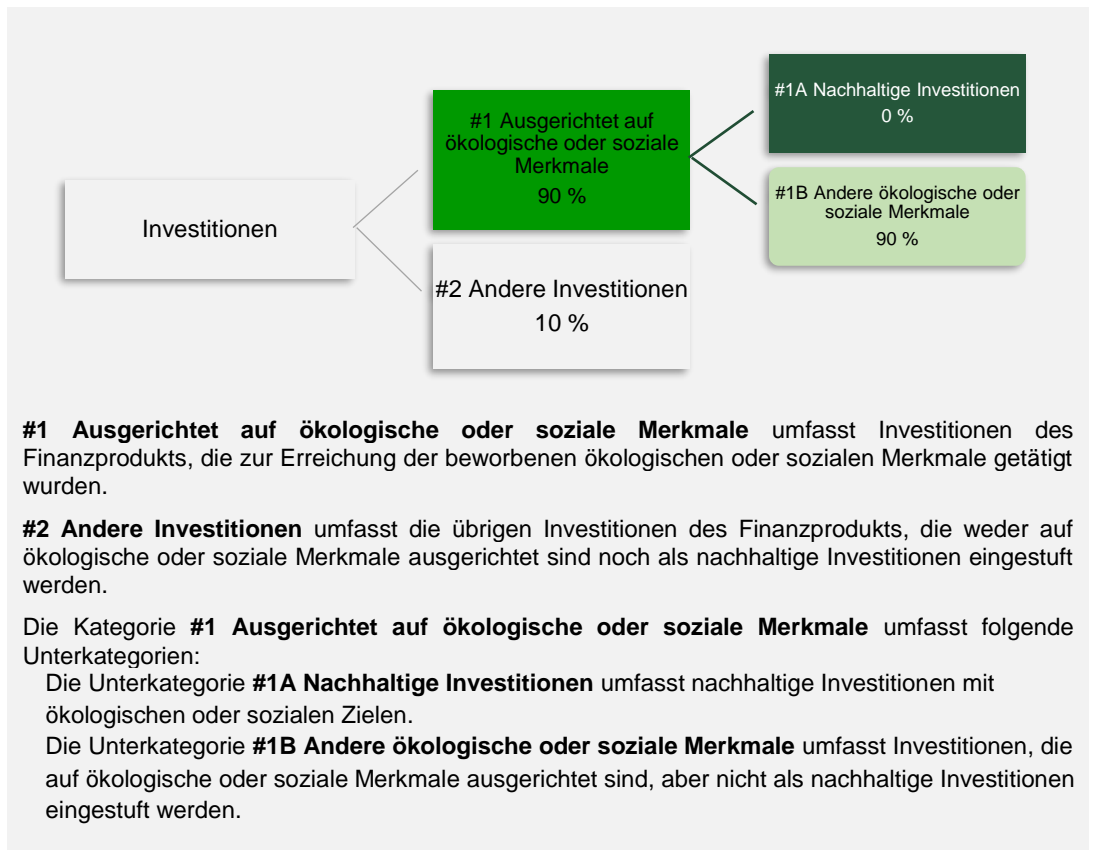 Investitionen
#1 Ausgerichtet auf
ökologische oder soziale
Merkmale
90 %
#2 Andere Investitionen
10 %
#1A Nachhaltige Investitionen
0 %
#1B Andere ökologische oder
soziale Merkmale
90 %
#1 Ausgerichtet auf ökologische oder soziale Merkmale umfasst Investitionen des
Finanzprodukts, die zur Erreichung der beworbenen ökologischen oder sozialen Merkmale getätigt
wurden.
#2 Andere Investitionen umfasst die übrigen Investitionen des Finanzprodukts, die weder auf
ökologische oder soziale Merkmale ausgerichtet sind noch als nachhaltige Investitionen eingestuft
werden.
Die Kategorie #1 Ausgerichtet auf ökologische oder soziale Merkmale umfasst folgende
Unterkategorien:
Die Unterkategorie #1A Nachhaltige Investitionen umfasst nachhaltige Investitionen mit
ökologischen oder sozialen Zielen.
Die Unterkategorie #1B Andere ökologische oder soziale Merkmale umfasst Investitionen, die
auf ökologische oder soziale Merkmale ausgerichtet sind, aber nicht als nachhaltige Investitionen
eingestuft werden.